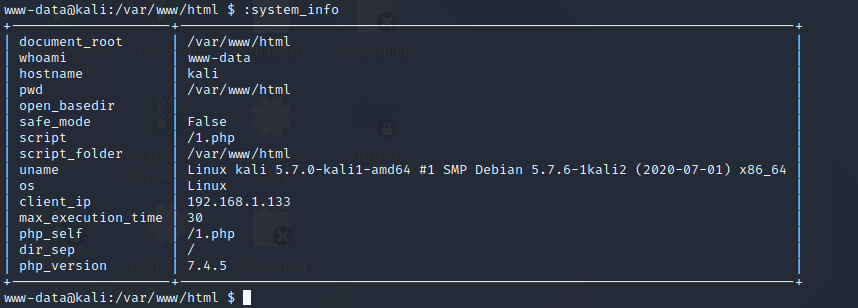 www-data@kali:/var/www/html $ :system_info
document_root /var/www/html
whoami www-data
hostname kali
pwd /var/www/html
open_basedir
safe_mode False
script /1.php
script_folder /var/www/html
uname Linux kali 5.7.0-kali1-amd64 #1 SMP Debian 5.7.6-1kali2 (2020-07-01) x86_64
os Linux
client_ip 192.168.1.133
max_execution_time 30
php_self /1.php
dir_sep /
php_version 7.4.5
www-data@kali:/var/www/html $